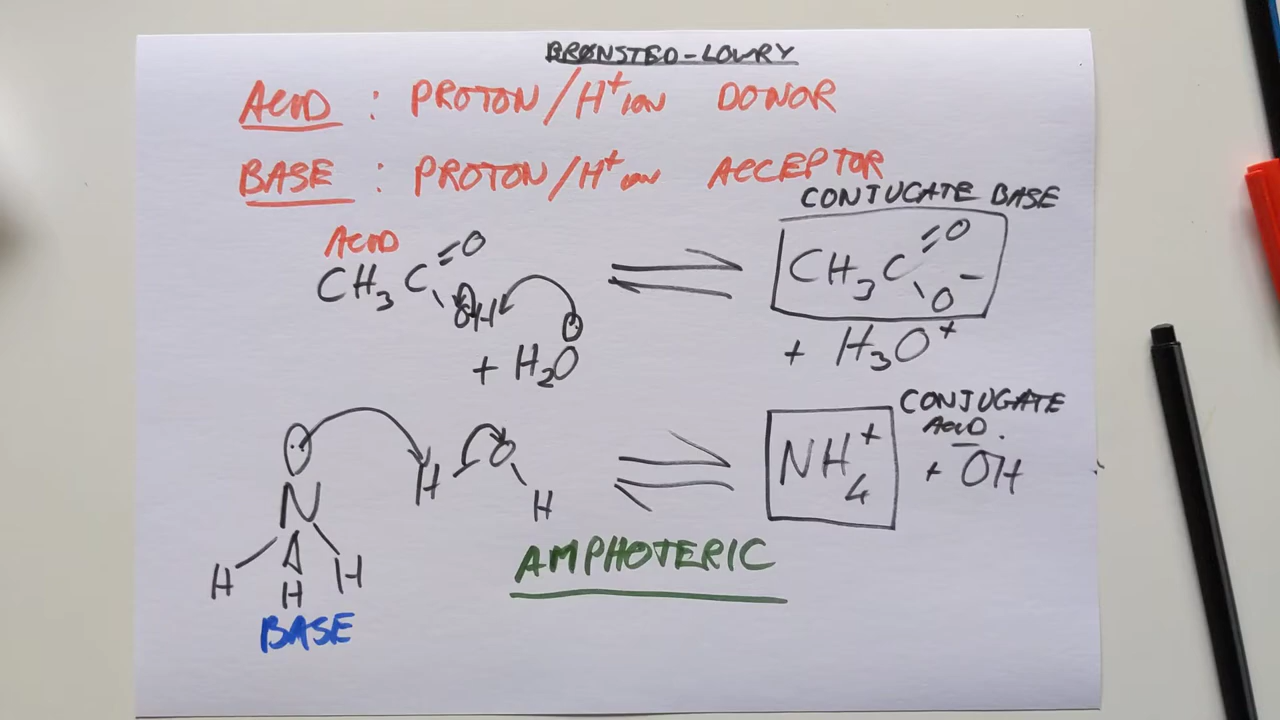 BRØNSTED-LOWRY
ACID : PROTON/H⁺ion DONOR
BASE : PROTON/H⁺ion ACCEPTOR
CONJUGATE BASE
ACID
CH₃C=O OH + H₂O ⇌ CH₃C=O O⁻ + H₃O⁺
CONJUGATE
ACID.
N H H H H O H ⇌ NH₄⁺ + ⁻OH
AMPHOTERIC
BASE